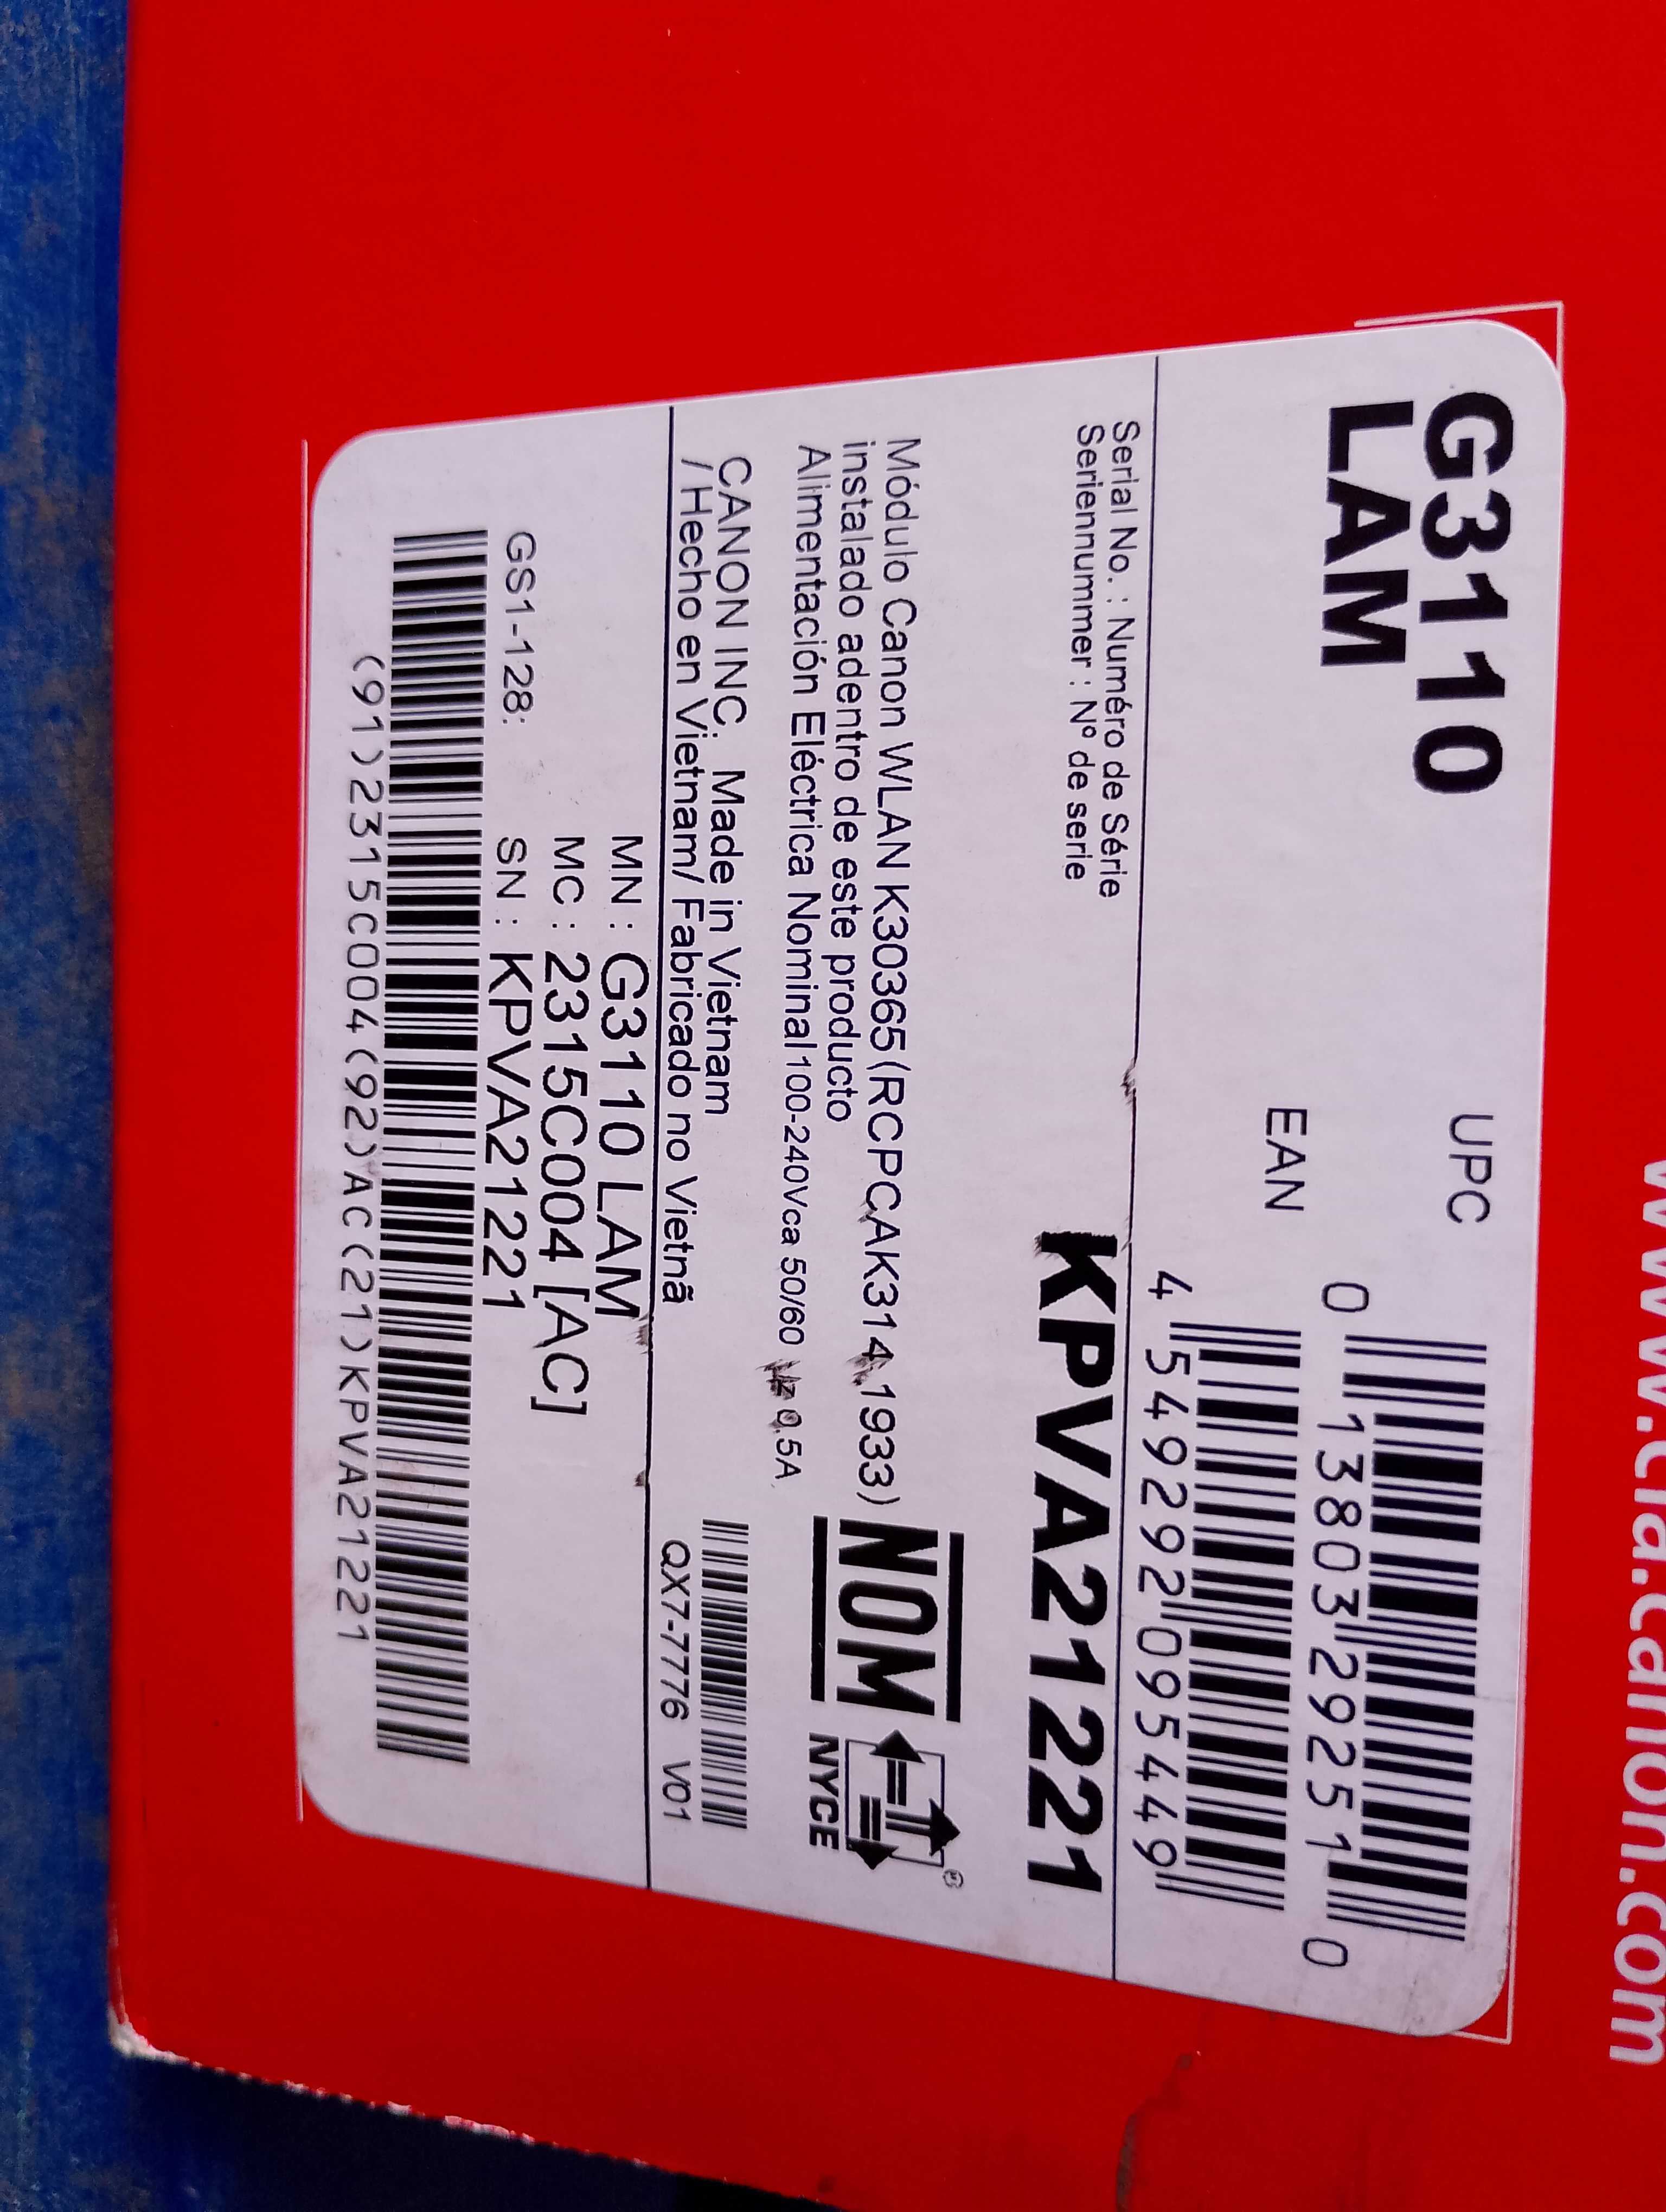 www.cla.canon.com
G3110
LAM
UPC
0 13803 29251 0
EAN
4 549292 095449
Serial No. : Numéro de Série
Seriennummer : Nº de serie
KPVA21221
Módulo Canon WLAN K30365(RCPCAK314-1933)
instalado adentro de este producto
Alimentación Eléctrica Nominal 100-240Vca 50/60 Hz 0.5A
NOM
NYCE
CANON INC. Made in Vietnam
/ Hecho en Vietnam/ Fabricado no Vietnã
QX7-7776 V01
MN : G3110 LAM
MC : 2315C004 [AC]
GS1-128: SN : KPVA21221
(91)2315C004(92)AC(21)KPVA21221